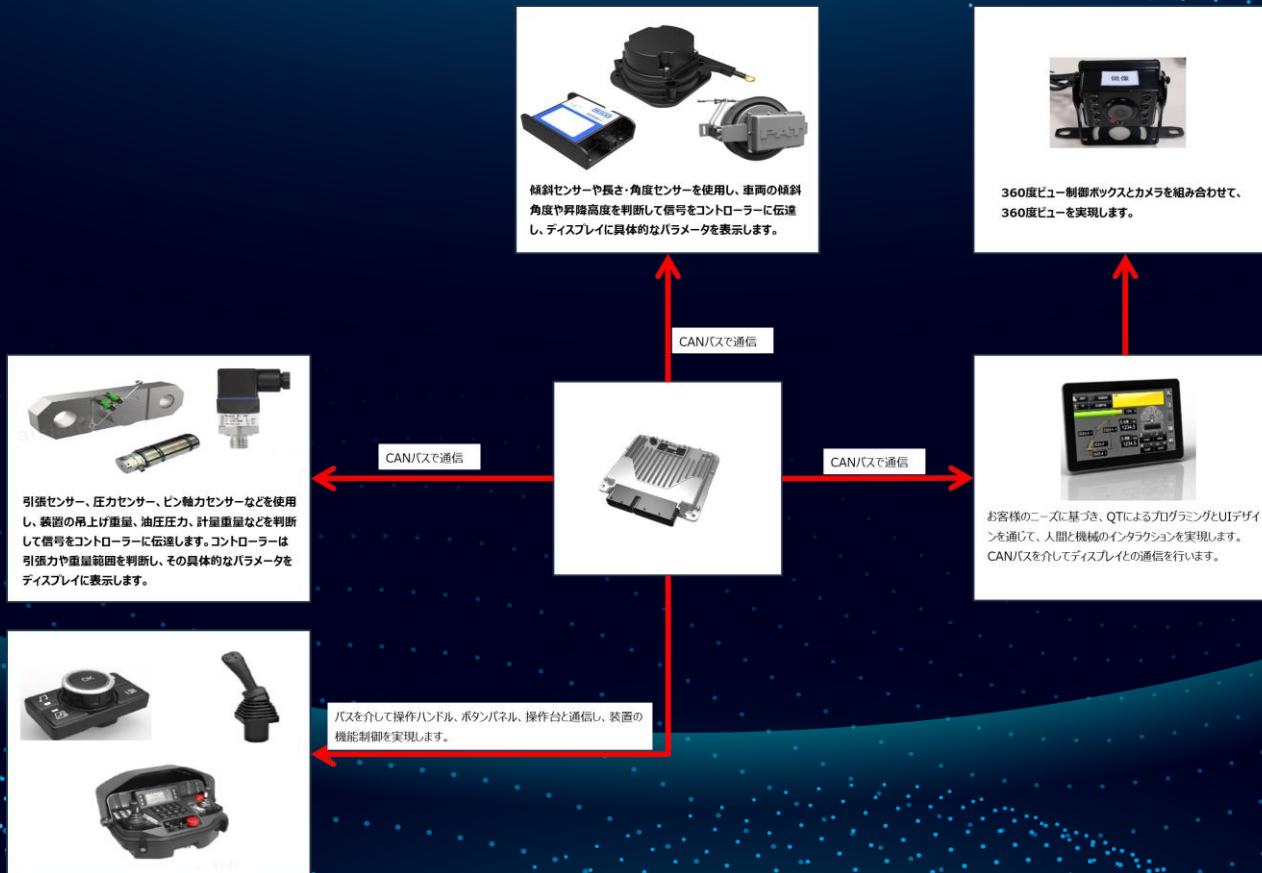 傾斜センサーや長さ・角度センサーを使用し、車両の傾斜
角度や昇降高度を判断して信号をコントローラーに伝達
し、ディスプレイに具体的なパラメータを表示します。
PAT
鏡像
360度ビュー制御ボックスとカメラを組み合わせて、
360度ビューを実現します。
CANバスで通信
CANバスで通信
CANバスで通信
引張センサー、圧力センサー、ピン軸力センサーなどを使用
し、装置の吊上げ重量、油圧圧力、計量重量などを判断
して信号をコントローラーに伝達します。コントローラーは
引張力や重量範囲を判断し、その具体的なパラメータを
ディスプレイに表示します。
お客様のニーズに基づき、QTによるプログラミングとUIデザイ
ンを通じて、人間と機械のインタラクションを実現します。
CANバスを介してディスプレイとの通信を行います。
OK
バスを介して操作ハンドル、ボタンパネル、操作台と通信し、装置の
機能制御を実現します。